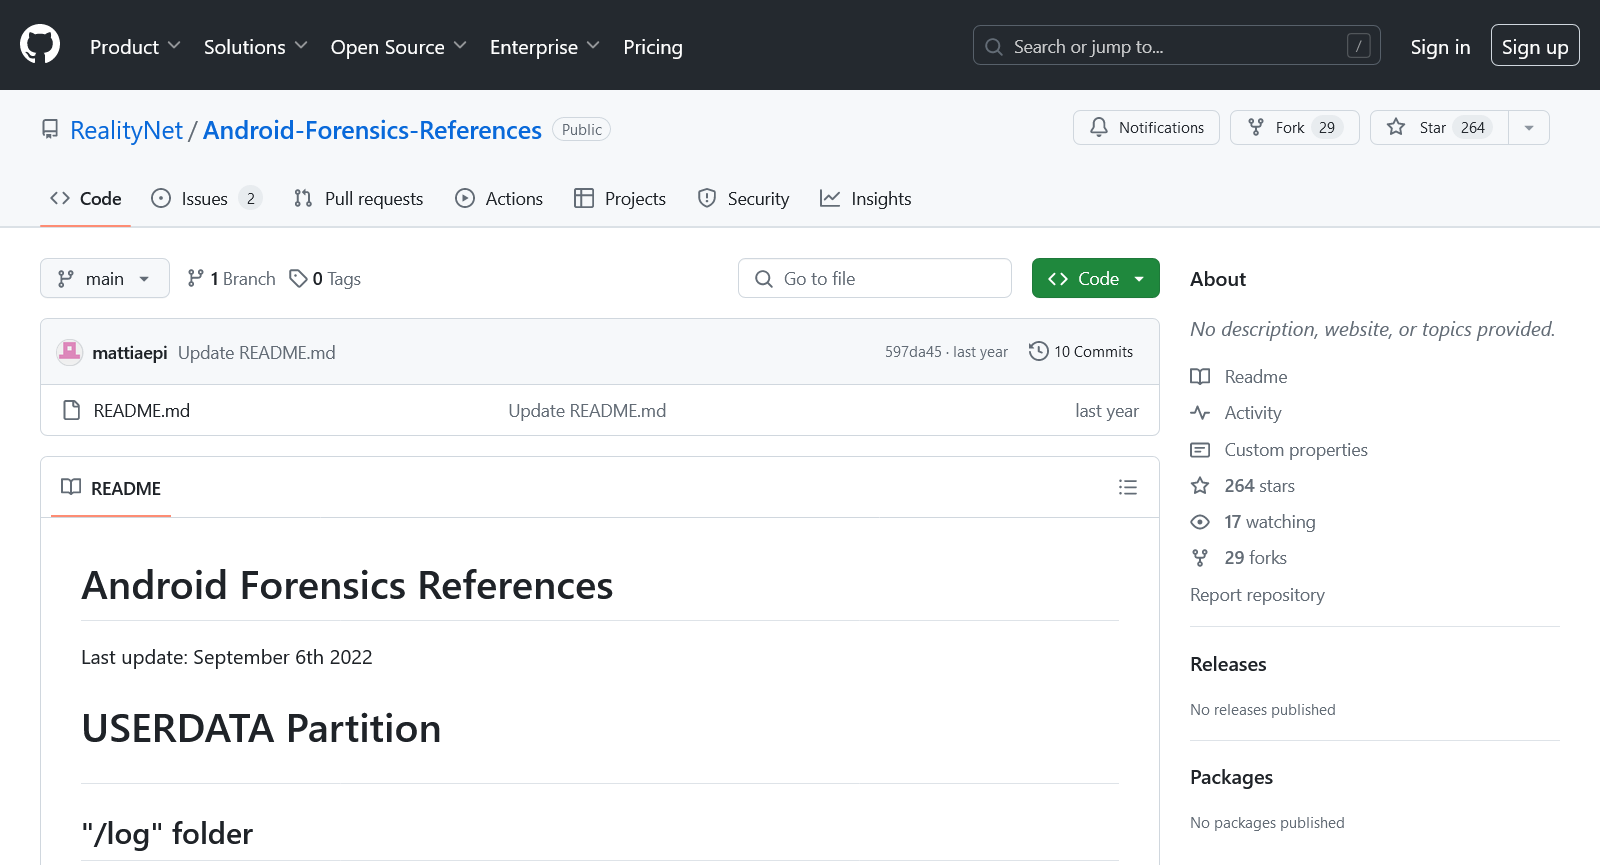 Product Solutions Open Source Enterprise Pricing Search or jump to... / Sign in Sign up
RealityNet / Android-Forensics-References Public Notifications Fork 29 Star 264
Code Issues 2 Pull requests Actions Projects Security Insights
main 1 Branch 0 Tags Go to file Code
mattiaepi Update README.md 597da45 · last year 10 Commits
README.md Update README.md last year
README
Android Forensics References
Last update: September 6th 2022
USERDATA Partition
"/log" folder
About
No description, website, or topics provided.
Readme
Activity
Custom properties
264 stars
17 watching
29 forks
Report repository
Releases
No releases published
Packages
No packages published